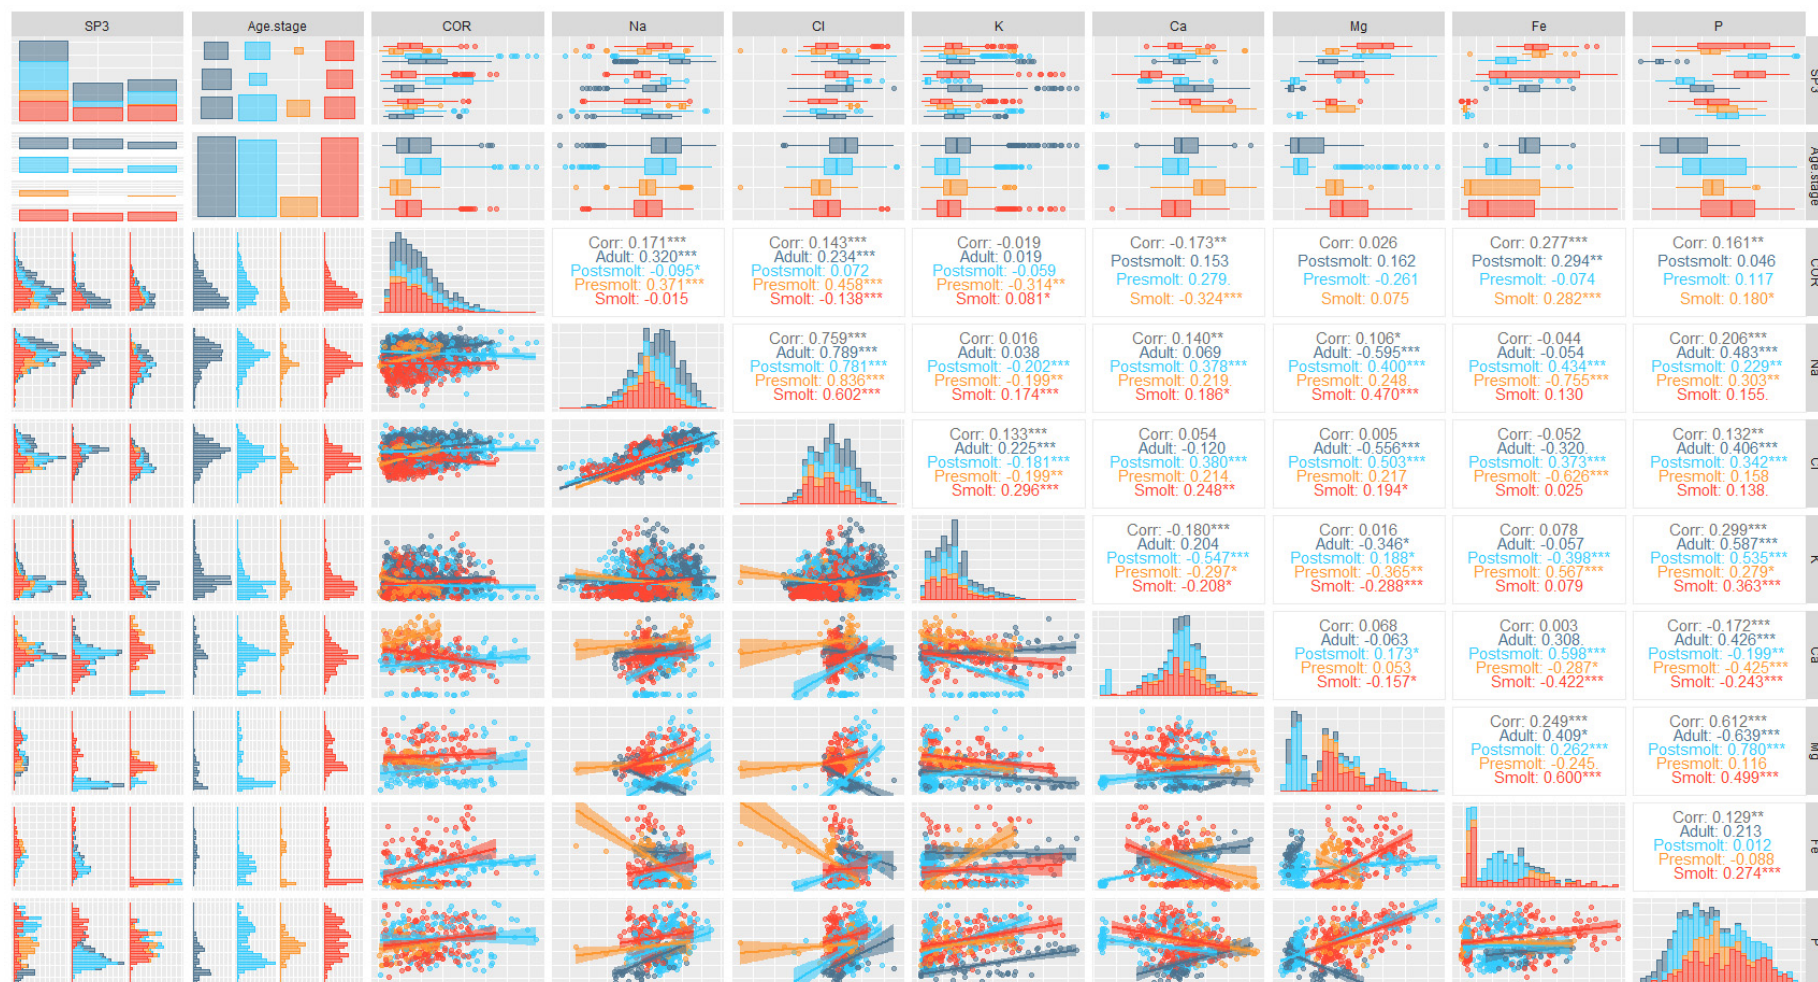 SP3 Age.stage COR Na Cl K Ca Mg Fe P
SP3
Age.stage
Corr: 0.171*** Corr: 0.143*** Corr: -0.019 Corr: -0.173** Corr: 0.026 Corr: 0.277*** Corr: 0.161**
Adult: 0.320*** Adult: 0.234*** Adult: 0.019 Postsmolt: 0.153 Postsmolt: 0.162 Postsmolt: 0.294** Postsmolt: 0.046
Postsmolt: -0.095* Postsmolt: 0.072 Postsmolt: -0.059 Presmolt: 0.279. Presmolt: -0.261 Presmolt: -0.074 Presmolt: 0.117
Presmolt: 0.371*** Presmolt: 0.458*** Presmolt: -0.314** Smolt: -0.324*** Smolt: 0.075 Smolt: 0.282*** Smolt: 0.180*
Smolt: -0.015 Smolt: -0.138*** Smolt: 0.081*
COR
Corr: 0.759*** Corr: 0.016 Corr: 0.140** Corr: 0.106* Corr: -0.044 Corr: 0.206***
Adult: 0.789*** Adult: 0.038 Adult: 0.069 Adult: -0.595*** Adult: -0.054 Adult: 0.483***
Postsmolt: 0.781*** Postsmolt: -0.202*** Postsmolt: 0.378*** Postsmolt: 0.400*** Postsmolt: 0.434*** Postsmolt: 0.229**
Presmolt: 0.836*** Presmolt: -0.199** Presmolt: 0.219. Presmolt: 0.248. Presmolt: -0.755*** Presmolt: 0.303**
Smolt: 0.602*** Smolt: 0.174*** Smolt: 0.186* Smolt: 0.470*** Smolt: 0.130 Smolt: 0.155.
Na
Corr: 0.133*** Corr: 0.054 Corr: 0.005 Corr: -0.052 Corr: 0.132**
Adult: 0.225*** Adult: -0.120 Adult: -0.556*** Adult: -0.320. Adult: 0.406***
Postsmolt: -0.181*** Postsmolt: 0.380*** Postsmolt: 0.503*** Postsmolt: 0.373*** Postsmolt: 0.342***
Presmolt: -0.199** Presmolt: 0.214. Presmolt: 0.217 Presmolt: -0.626*** Presmolt: 0.158
Smolt: 0.296*** Smolt: 0.248** Smolt: 0.194* Smolt: 0.025 Smolt: 0.138.
Cl
Corr: -0.180*** Corr: 0.016 Corr: 0.078 Corr: 0.299***
Adult: 0.204 Adult: -0.346* Adult: -0.057 Adult: 0.587***
Postsmolt: -0.547*** Postsmolt: 0.188* Postsmolt: -0.398*** Postsmolt: 0.535***
Presmolt: -0.297* Presmolt: -0.365** Presmolt: 0.567*** Presmolt: 0.279*
Smolt: -0.208* Smolt: -0.288*** Smolt: 0.079 Smolt: 0.363***
K
Corr: 0.068 Corr: 0.003 Corr: -0.172***
Adult: -0.063 Adult: 0.308. Adult: 0.426***
Postsmolt: 0.173* Postsmolt: 0.598*** Postsmolt: -0.199**
Presmolt: 0.053 Presmolt: -0.287* Presmolt: -0.425***
Smolt: -0.157* Smolt: -0.422*** Smolt: -0.243***
Ca
Corr: 0.249*** Corr: 0.612***
Adult: 0.409* Adult: -0.639***
Postsmolt: 0.262*** Postsmolt: 0.780***
Presmolt: -0.245. Presmolt: 0.116
Smolt: 0.600*** Smolt: 0.499***
Mg
Corr: 0.129**
Adult: 0.213
Postsmolt: 0.012
Presmolt: -0.088
Smolt: 0.274***
Fe
P